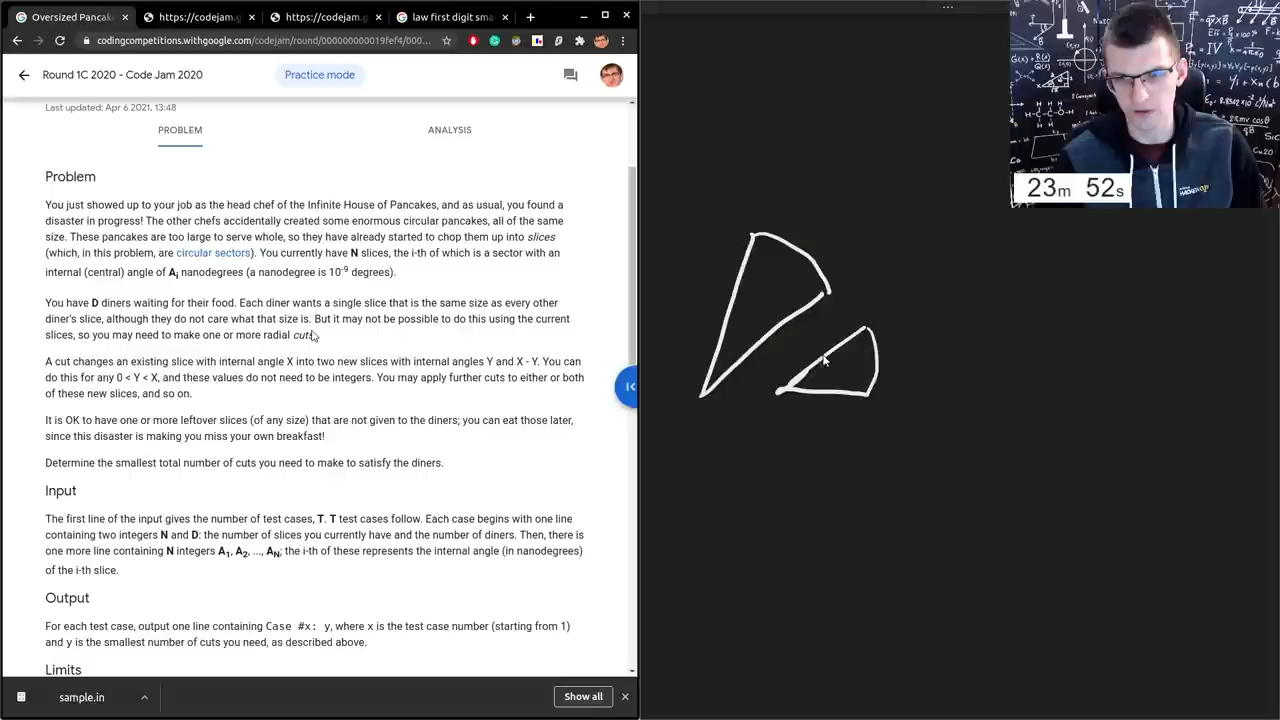 Oversized Pancak
https://codejam.g
https://codejam.g
law first digit sma
codingcompetitions.withgoogle.com/codejam/round/000000000019fef4/000...
Round 1C 2020 - Code Jam 2020
Practice mode
Last updated: Apr 6 2021, 13:48
PROBLEM
ANALYSIS
Problem
You just showed up to your job as the head chef of the Infinite House of Pancakes, and as usual, you found a
disaster in progress! The other chefs accidentally created some enormous circular pancakes, all of the same
size. These pancakes are too large to serve whole, so they have already started to chop them up into slices
(which, in this problem, are circular sectors). You currently have N slices, the i-th of which is a sector with an
internal (central) angle of Ai nanodegrees (a nanodegree is 10-9 degrees).
You have D diners waiting for their food. Each diner wants a single slice that is the same size as every other
diner's slice, although they do not care what that size is. But it may not be possible to do this using the current
slices, so you may need to make one or more radial cuts.
A cut changes an existing slice with internal angle X into two new slices with internal angles Y and X - Y. You can
do this for any 0 < Y < X, and these values do not need to be integers. You may apply further cuts to either or both
of these new slices, and so on.
It is OK to have one or more leftover slices (of any size) that are not given to the diners; you can eat those later,
since this disaster is making you miss your own breakfast!
Determine the smallest total number of cuts you need to make to satisfy the diners.
Input
The first line of the input gives the number of test cases, T. T test cases follow. Each case begins with one line
containing two integers N and D: the number of slices you currently have and the number of diners. Then, there is
one more line containing N integers A1, A2, ..., AN; the i-th of these represents the internal angle (in nanodegrees)
of the i-th slice.
Output
For each test case, output one line containing Case #x: y, where x is the test case number (starting from 1)
and y is the smallest number of cuts you need, as described above.
Limits
sample.in
Show all
23m 52s